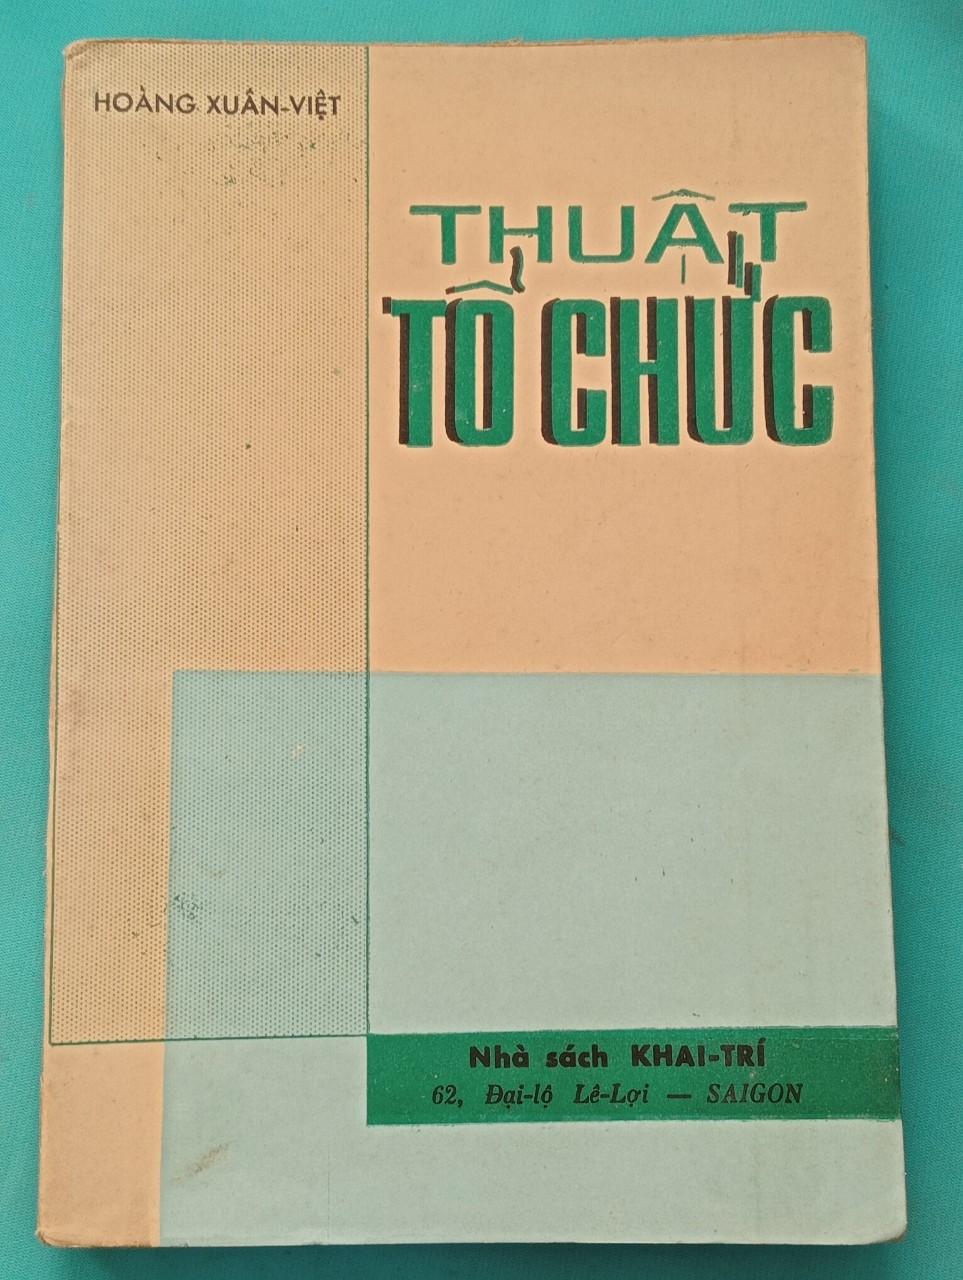 HOÀNG XUÂN-VIỆT
THUẬT
TỔ CHỨC
Nhà sách KHAI-TRÍ
62, Đại-lộ Lê-Lợi — SAIGON